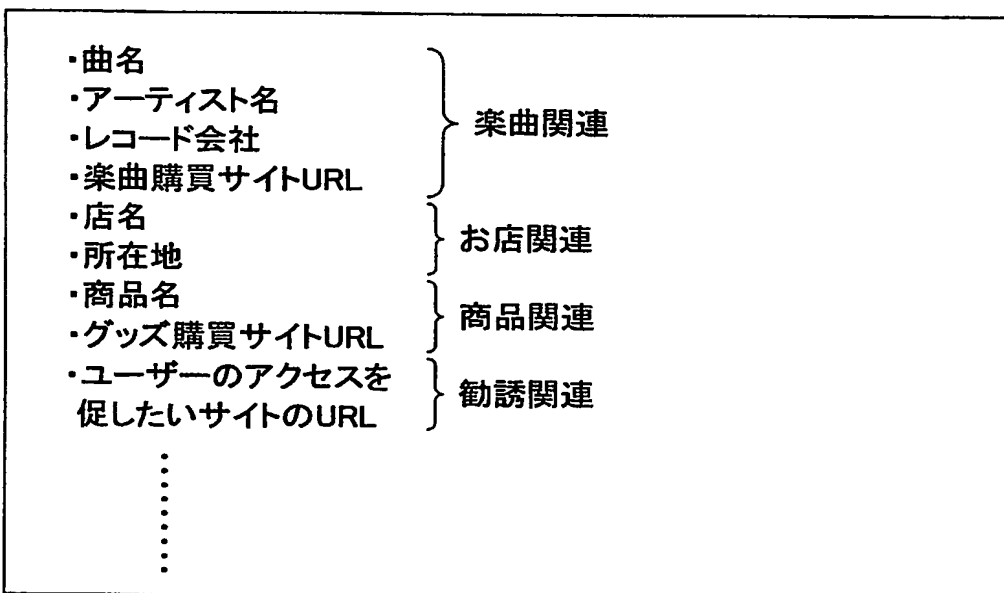 ・曲名
・アーティスト名
・レコード会社
・楽曲購買サイトURL
楽曲関連
・店名
・所在地
お店関連
・商品名
・グッズ購買サイトURL
商品関連
・ユーザーのアクセスを
促したいサイトのURL
勧誘関連